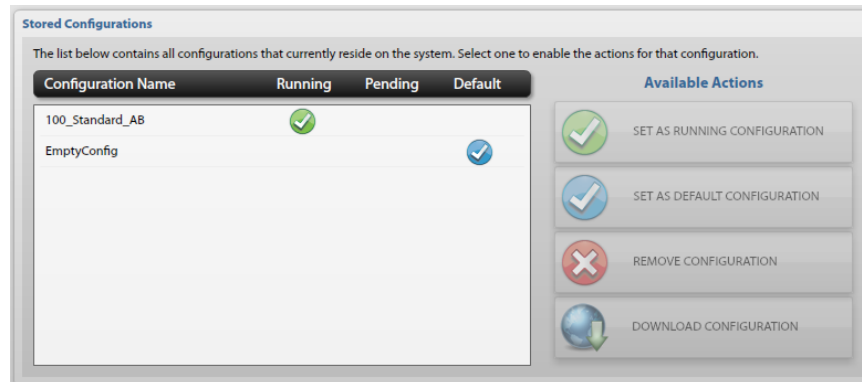 Stored Configurations
The list below contains all configurations that currently reside on the system. Select one to enable the actions for that configuration.
Configuration Name Running Pending Default
Available Actions
100_Standard_AB
EmptyConfig
SET AS RUNNING CONFIGURATION
SET AS DEFAULT CONFIGURATION
REMOVE CONFIGURATION
DOWNLOAD CONFIGURATION